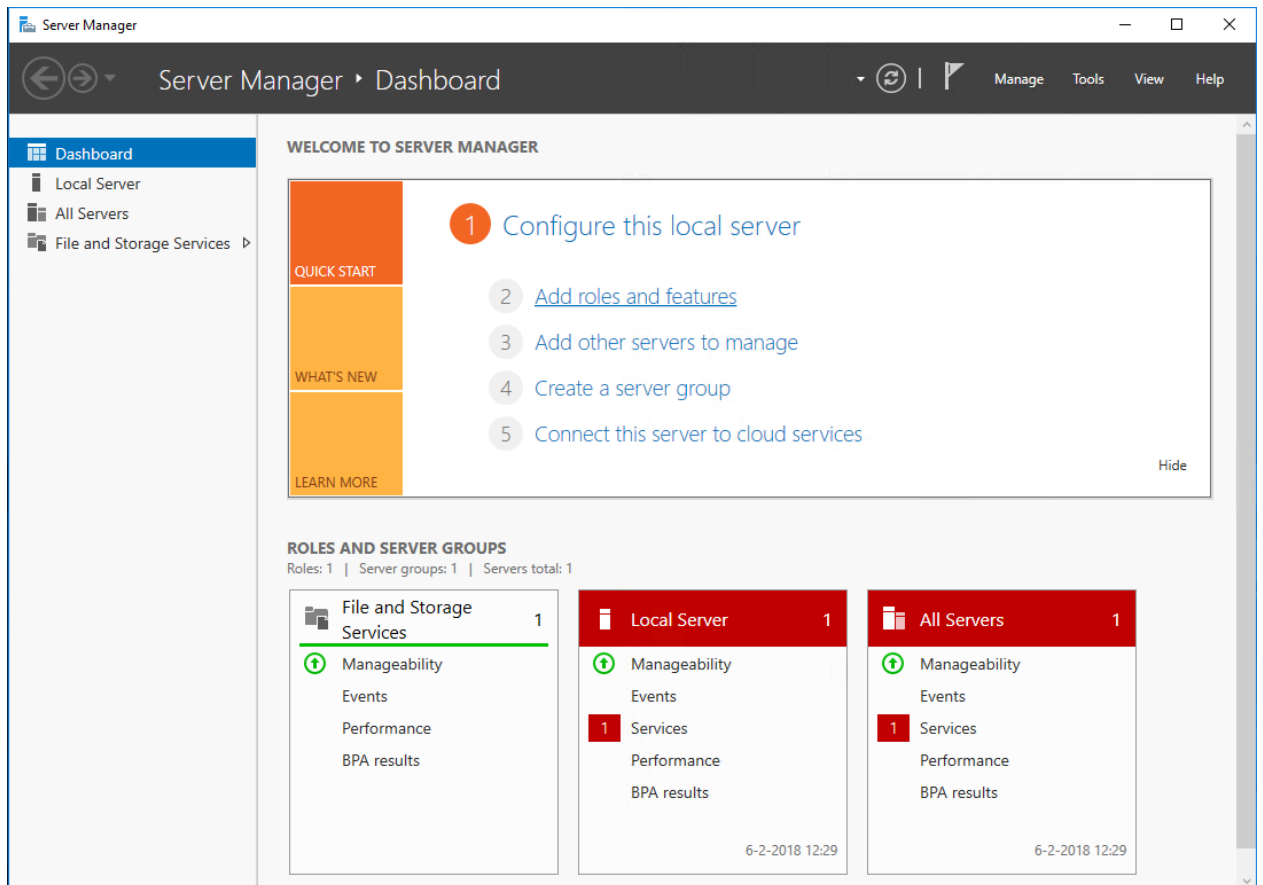 Server Manager
Server Manager ‣ Dashboard
Manage Tools View Help
Dashboard
Local Server
All Servers
File and Storage Services
WELCOME TO SERVER MANAGER
QUICK START
WHAT'S NEW
LEARN MORE
1 Configure this local server
2 Add roles and features
3 Add other servers to manage
4 Create a server group
5 Connect this server to cloud services
Hide
ROLES AND SERVER GROUPS
Roles: 1 | Server groups: 1 | Servers total: 1
File and Storage
Services 1
Manageability
Events
Performance
BPA results
Local Server 1
Manageability
Events
1 Services
Performance
BPA results
6-2-2018 12:29
All Servers 1
Manageability
Events
1 Services
Performance
BPA results
6-2-2018 12:29